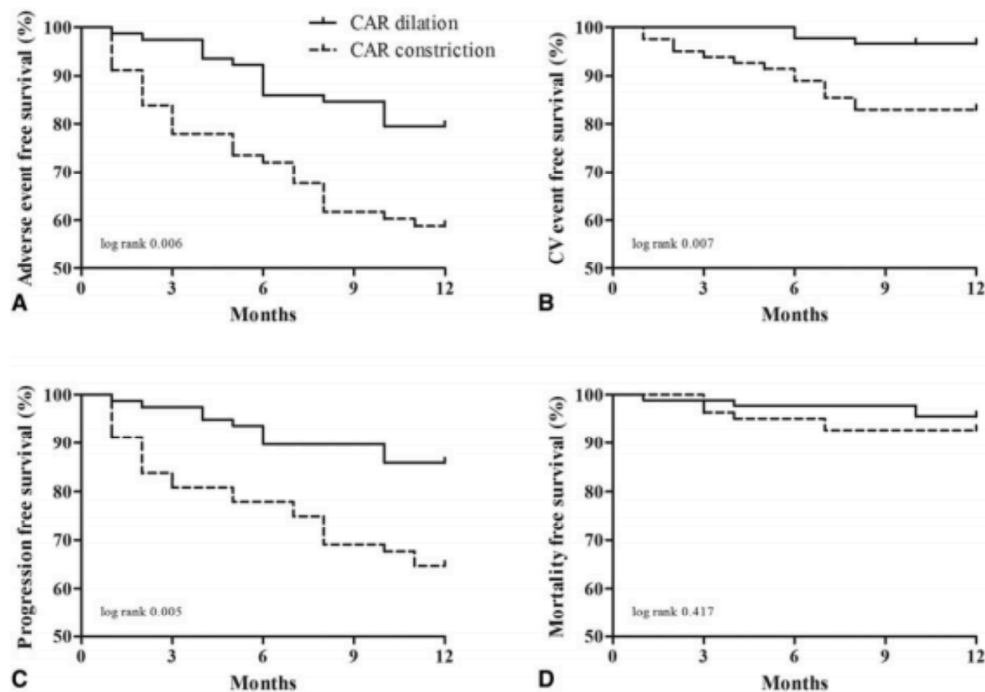 CAR dilation
CAR constriction
Adverse event free survival (%)
100
90
80
70
60
50
log rank 0.006
0 3 6 9 12
Months
A
CV event free survival (%)
100
90
80
70
60
50
log rank 0.007
0 3 6 9 12
Months
B
Progression free survival (%)
100
90
80
70
60
50
log rank 0.005
0 3 6 9 12
Months
C
Mortality free survival (%)
100
90
80
70
60
50
log rank 0.417
0 3 6 9 12
Months
D